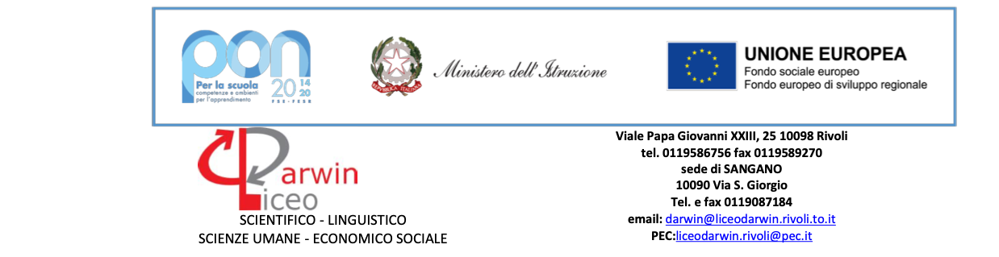 pon
Per la scuola
competenze e ambienti
per l'apprendimento
2014
20
FSE-FESR
REPVBBLICA ITALIANA
Ministero dell'Istruzione
UNIONE EUROPEA
Fondo sociale europeo
Fondo europeo di sviluppo regionale
Darwin
Liceo
SCIENTIFICO - LINGUISTICO
SCIENZE UMANE - ECONOMICO SOCIALE
Viale Papa Giovanni XXIII, 25 10098 Rivoli
tel. 0119586756 fax 0119589270
sede di SANGANO
10090 Via S. Giorgio
Tel. e fax 0119087184
email: darwin@liceodarwin.rivoli.to.it
PEC:liceodarwin.rivoli@pec.it